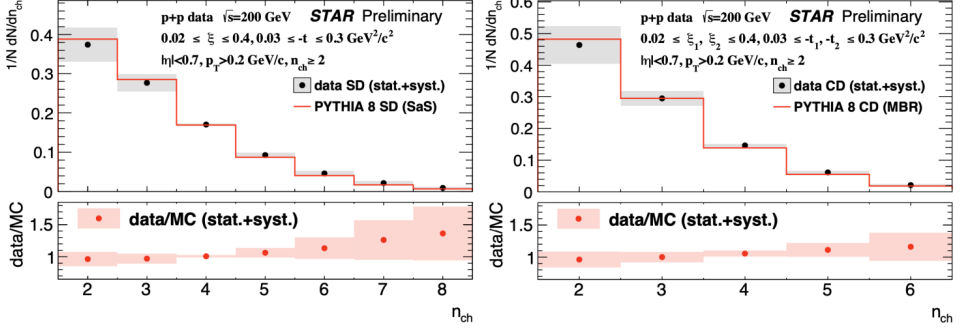 1/N dN/dn_ch
0.4
0.3
0.2
0.1
0
p+p data √s=200 GeV STAR Preliminary
0.02 ≤ ξ ≤ 0.4, 0.03 ≤ -t ≤ 0.3 GeV²/c²
|η|<0.7, p_T>0.2 GeV/c, n_ch ≥ 2
data SD (stat.+syst.)
PYTHIA 8 SD (SaS)
data/MC
1.5
1
data/MC (stat.+syst.)
2 3 4 5 6 7 8
n_ch
1/N dN/dn_ch
0.6
0.5
0.4
0.3
0.2
0.1
0
p+p data √s=200 GeV STAR Preliminary
0.02 ≤ ξ₁, ξ₂ ≤ 0.4, 0.03 ≤ -t₁, -t₂ ≤ 0.3 GeV²/c²
|η|<0.7, p_T>0.2 GeV/c, n_ch ≥ 2
data CD (stat.+syst.)
PYTHIA 8 CD (MBR)
data/MC
1.5
1
data/MC (stat.+syst.)
2 3 4 5 6
n_ch